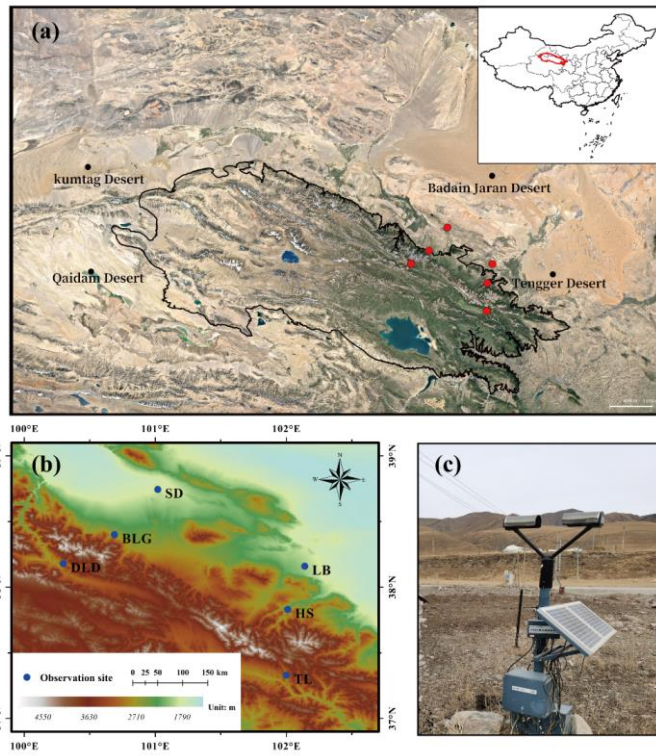 (a)
kumtag Desert
Badain Jaran Desert
Qaidam Desert
Tengger Desert
100°E
101°E
102°E
(b)
39°N
SD
BLG
DLD
LB
38°N
HS
TL
Observation site
0 25 50 100 150 km
Unit: m
4550 3630 2710 1790
37°N
100°E
101°E
102°E
(c)